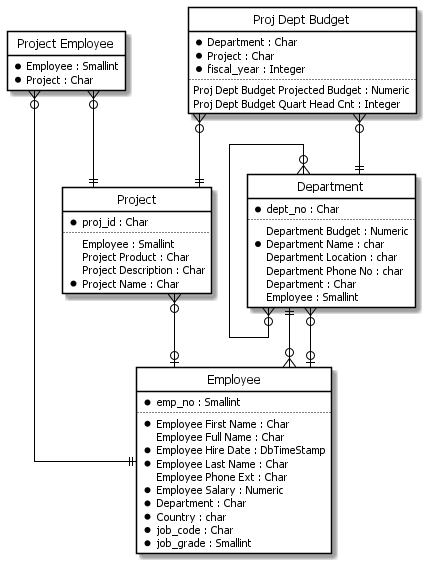 Project Employee
Employee : Smallint
Project : Char
Proj Dept Budget
Department : Char
Project : Char
fiscal_year : Integer
Proj Dept Budget Projected Budget : Numeric
Proj Dept Budget Quart Head Cnt : Integer
Project
proj_id : Char
Employee : Smallint
Project Product : Char
Project Description : Char
Project Name : Char
Department
dept_no : Char
Department Budget : Numeric
Department Name : char
Department Location : char
Department Phone No : char
Department : Char
Employee : Smallint
Employee
emp_no : Smallint
Employee First Name : Char
Employee Full Name : Char
Employee Hire Date : DbTimeStamp
Employee Last Name : Char
Employee Phone Ext : Char
Employee Salary : Numeric
Department : Char
Country : char
job_code : Char
job_grade : Smallint